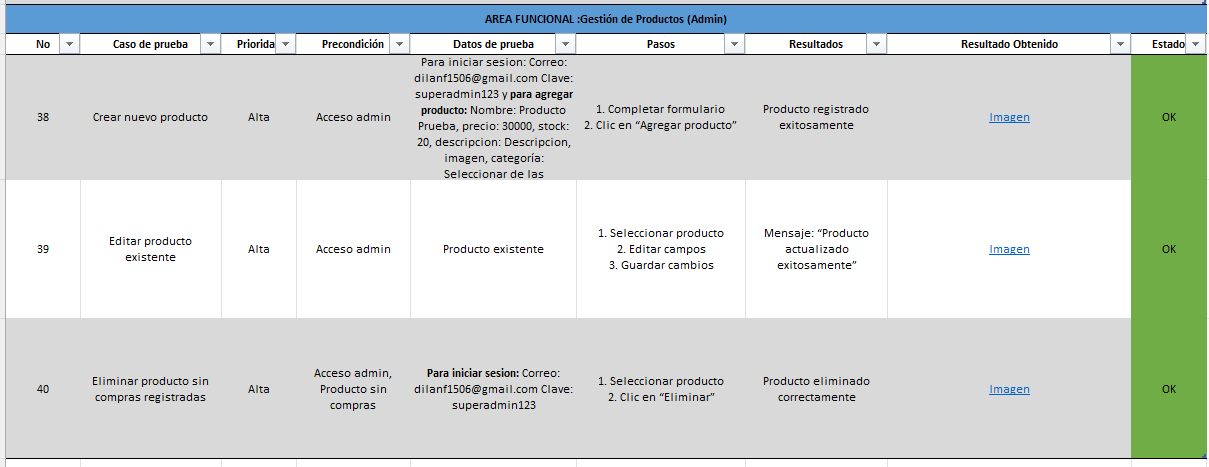 AREA FUNCIONAL :Gestión de Productos (Admin)
No Caso de prueba Priorida Precondición Datos de prueba Pasos Resultados Resultado Obtenido Estado
38
Crear nuevo producto
Alta
Acceso admin
Para iniciar sesion: Correo:
dilanf1506@gmail.com Clave:
superadmin123 y para agregar
producto: Nombre: Producto
Prueba, precio: 30000, stock:
20, descripcion: Descripcion,
imagen, categoría:
Seleccionar de las
1. Completar formulario
2. Clic en “Agregar producto”
Producto registrado
exitosamente
Imagen
OK
39
Editar producto
existente
Alta
Acceso admin
Producto existente
1. Seleccionar producto
2. Editar campos
3. Guardar cambios
Mensaje: “Producto
actualizado
exitosamente”
Imagen
OK
40
Eliminar producto sin
compras registradas
Alta
Acceso admin,
Producto sin
compras
Para iniciar sesion: Correo:
dilanf1506@gmail.com Clave:
superadmin123
1. Seleccionar producto
2. Clic en “Eliminar”
Producto eliminado
correctamente
Imagen
OK